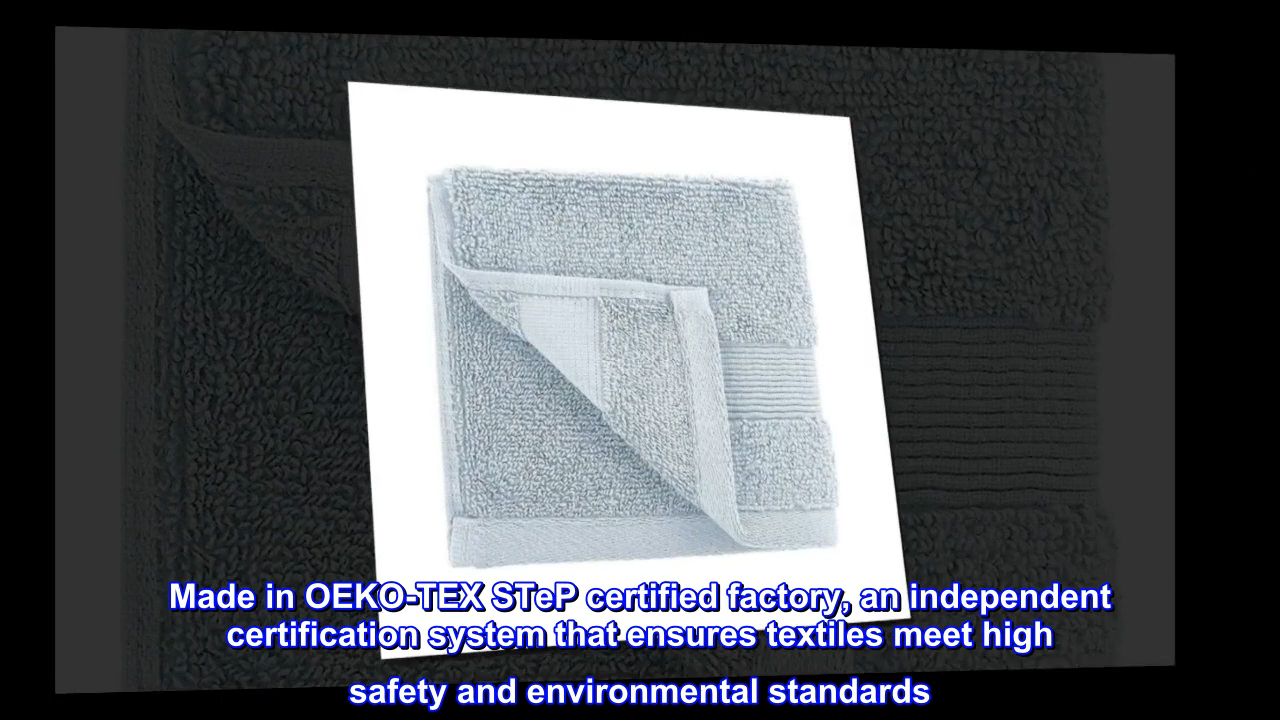 Made in OEKO-TEX STeP certified factory, an independent
certification system that ensures textiles meet high
safety and environmental standards